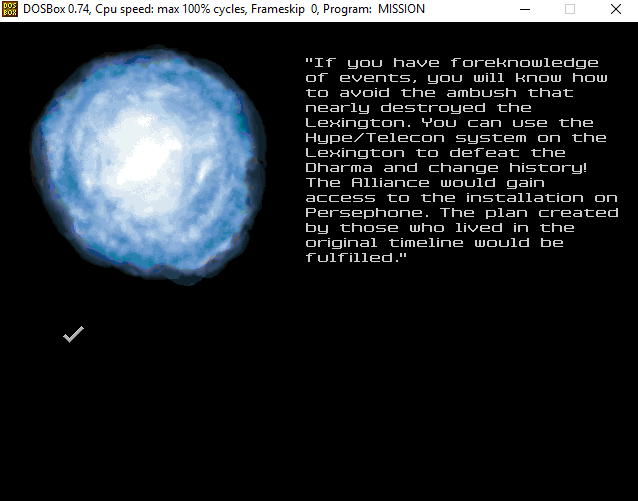 DOS
BOX
DOSBox 0.74, Cpu speed: max 100% cycles, Frameskip 0, Program: MISSION
"If you have foreknowledge
of events, you will know how
to avoid the ambush that
nearly destroyed the
Lexington. You can use the
Hype/Telecon system on the
Lexington to defeat the
Dharma and change history!
The Alliance would gain
access to the installation on
Persephone. The plan created
by those who lived in the
original timeline would be
fulfilled."